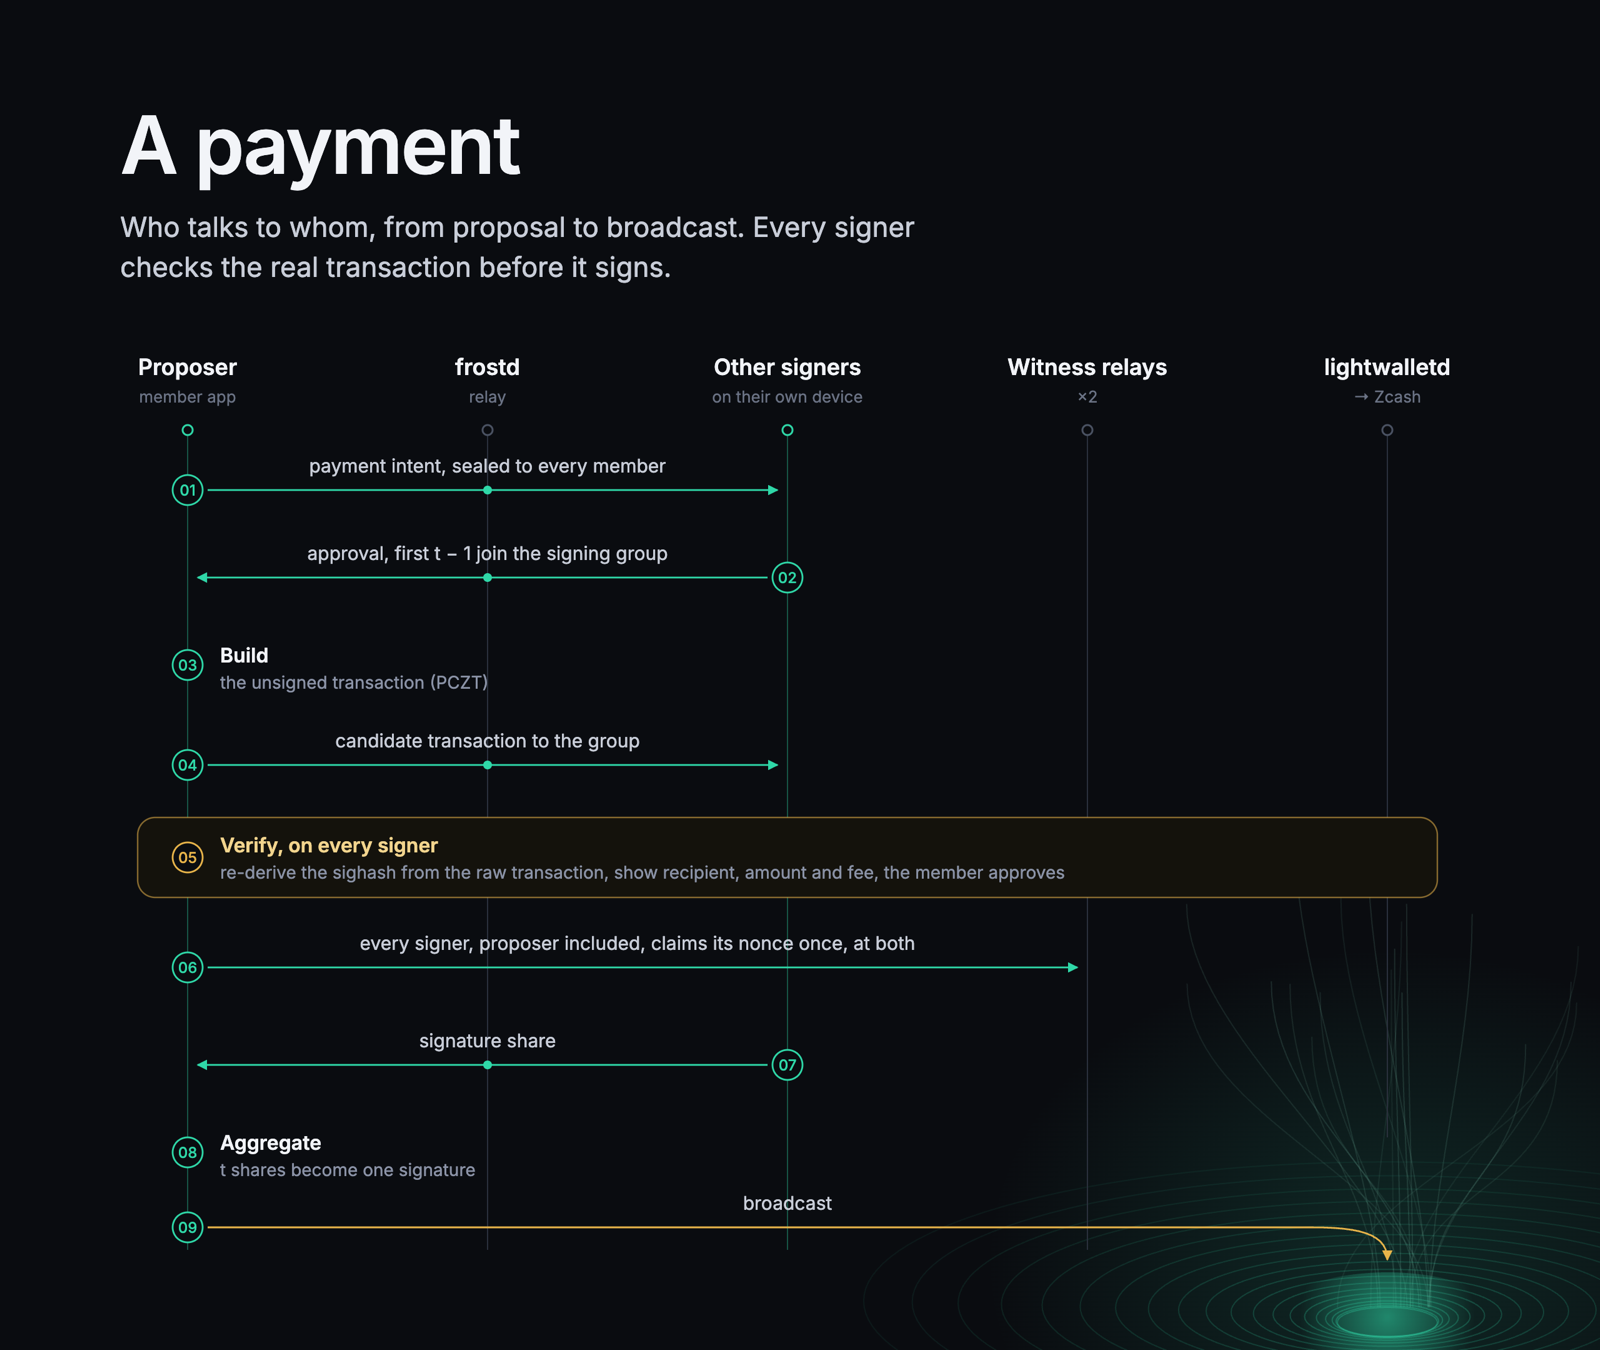 A payment
Who talks to whom, from proposal to broadcast. Every signer
checks the real transaction before it signs.
Proposer
member app
frostd
relay
Other signers
on their own device
Witness relays
×2
lightwalletd
→ Zcash
payment intent, sealed to every member
01
approval, first t − 1 join the signing group
02
03
Build
the unsigned transaction (PCZT)
candidate transaction to the group
04
05
Verify, on every signer
re-derive the sighash from the raw transaction, show recipient, amount and fee, the member approves
every signer, proposer included, claims its nonce once, at both
06
signature share
07
08
Aggregate
t shares become one signature
broadcast
09